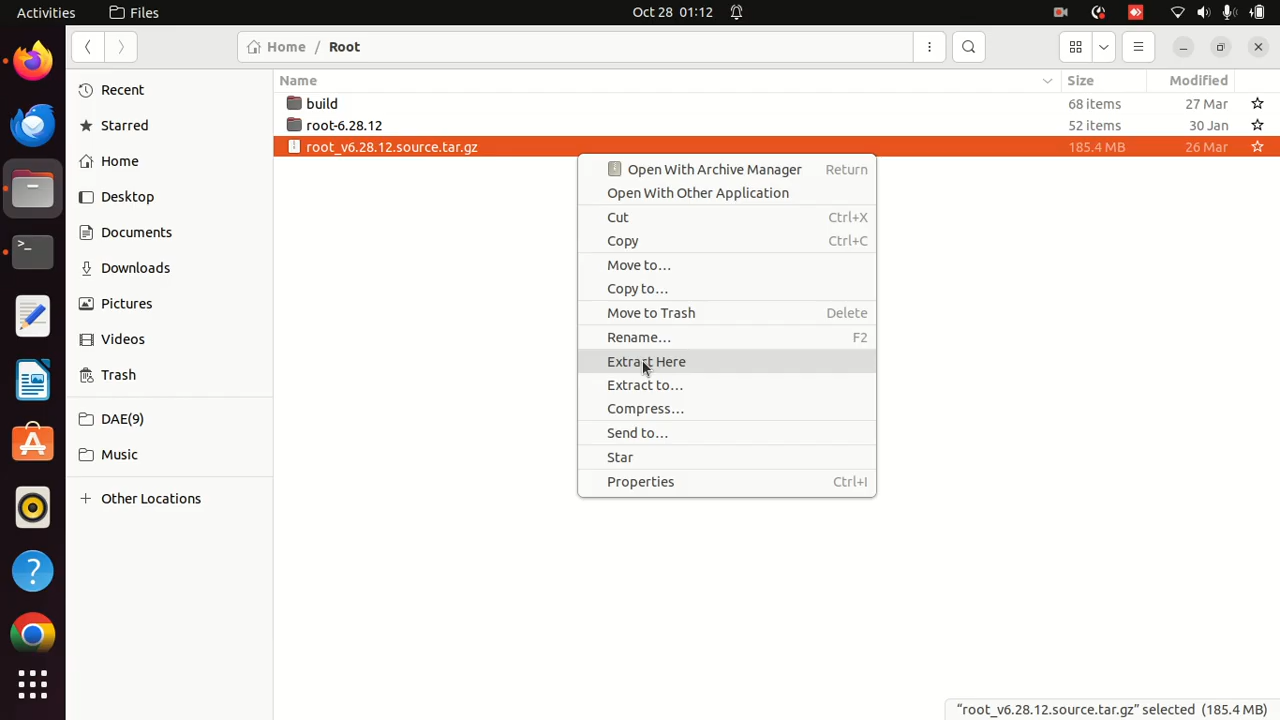 Activities Files Oct 28 01:12
Home / Root
Recent
Starred
Home
Desktop
Documents
Downloads
Pictures
Videos
Trash
DAE(9)
Music
Other Locations
Name Size Modified
build 68 items 27 Mar
root-6.28.12 52 items 30 Jan
root_v6.28.12.source.tar.gz 185.4 MB 26 Mar
Open With Archive Manager Return
Open With Other Application
Cut Ctrl+X
Copy Ctrl+C
Move to…
Copy to…
Move to Trash Delete
Rename… F2
Extract Here
Extract to…
Compress…
Send to…
Star
Properties Ctrl+I
“root_v6.28.12.source.tar.gz” selected (185.4 MB)